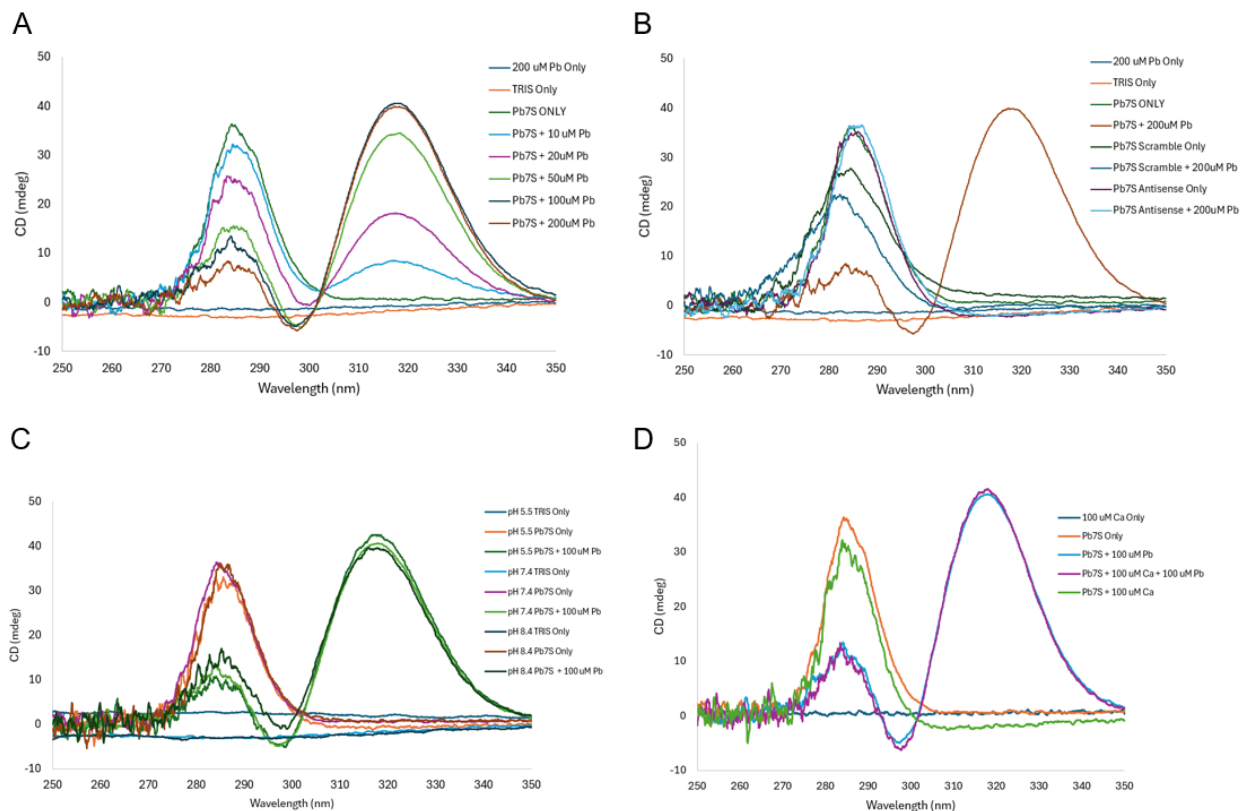 A
50
40
30
20
10
0
-10
CD (mdeg)
250 260 270 280 290 300 310 320 330 340 350
Wavelength (nm)
200 uM Pb Only
TRIS Only
Pb7S ONLY
Pb7S + 10 uM Pb
Pb7S + 20uM Pb
Pb7S + 50uM Pb
Pb7S + 100uM Pb
Pb7S + 200uM Pb
B
50
40
30
20
10
0
-10
CD (mdeg)
250 260 270 280 290 300 310 320 330 340 350
Wavelength (nm)
200 uM Pb Only
TRIS Only
Pb7S ONLY
Pb7S + 200uM Pb
Pb7S Scramble Only
Pb7S Scramble + 200uM Pb
Pb7S Antisense Only
Pb7S Antisense + 200uM Pb
C
50
40
30
20
10
0
-10
CD (mdeg)
250 260 270 280 290 300 310 320 330 340 350
Wavelength (nm)
pH 5.5 TRIS Only
pH 5.5 Pb7S Only
pH 5.5 Pb7S + 100 uM Pb
pH 7.4 TRIS Only
pH 7.4 Pb7S Only
pH 7.4 Pb7S + 100 uM Pb
pH 8.4 TRIS Only
pH 8.4 Pb7S Only
pH 8.4 Pb7S + 100 uM Pb
D
50
40
30
20
10
0
-10
CD (mdeg)
250 260 270 280 290 300 310 320 330 340 350
Wavelength (nm)
100 uM Ca Only
Pb7S Only
Pb7S + 100 uM Pb
Pb7S + 100 uM Ca + 100 uM Pb
Pb7S + 100 uM Ca